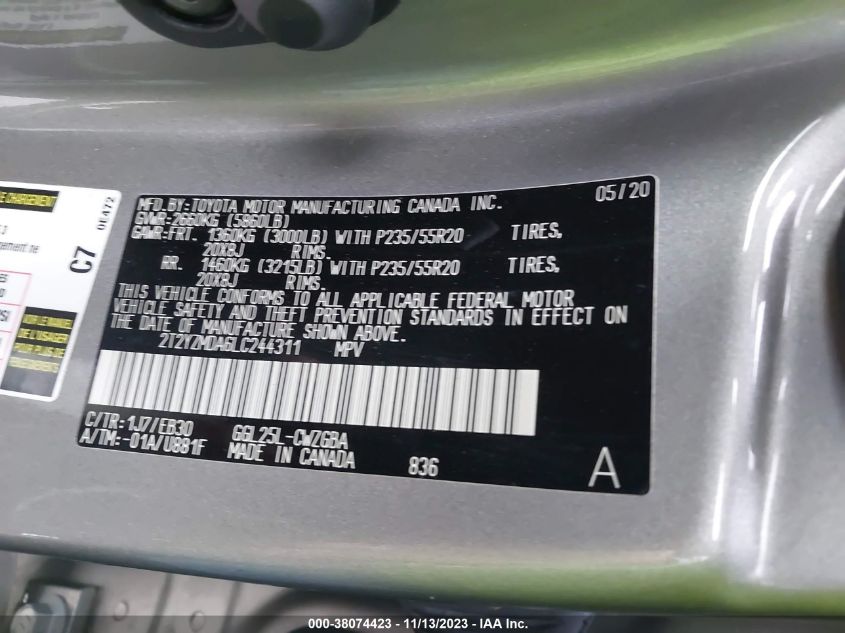 MFD.BY:TOYOTA MOTOR MANUFACTURING CANADA INC. 05/20
GVWR:2660KG (5860LB)
GAWR:FRT. 1360KG (3000LB) WITH P235/55R20 TIRES,
20X8J RIMS.
RR. 1460KG (3215LB) WITH P235/55R20 TIRES,
20X8J RIMS.
THIS VEHICLE CONFORMS TO ALL APPLICABLE FEDERAL MOTOR
VEHICLE SAFETY AND THEFT PREVENTION STANDARDS IN EFFECT ON
THE DATE OF MANUFACTURE SHOWN ABOVE.
2T2YZMDA6LC244311 MPV
C/TR:1J7/EB30 GGL25L-CWZGBA
A/TM:-01A/U881F MADE IN CANADA 836 A
C7
0E472
000-38074423 - 11/13/2023 - IAAI Inc.